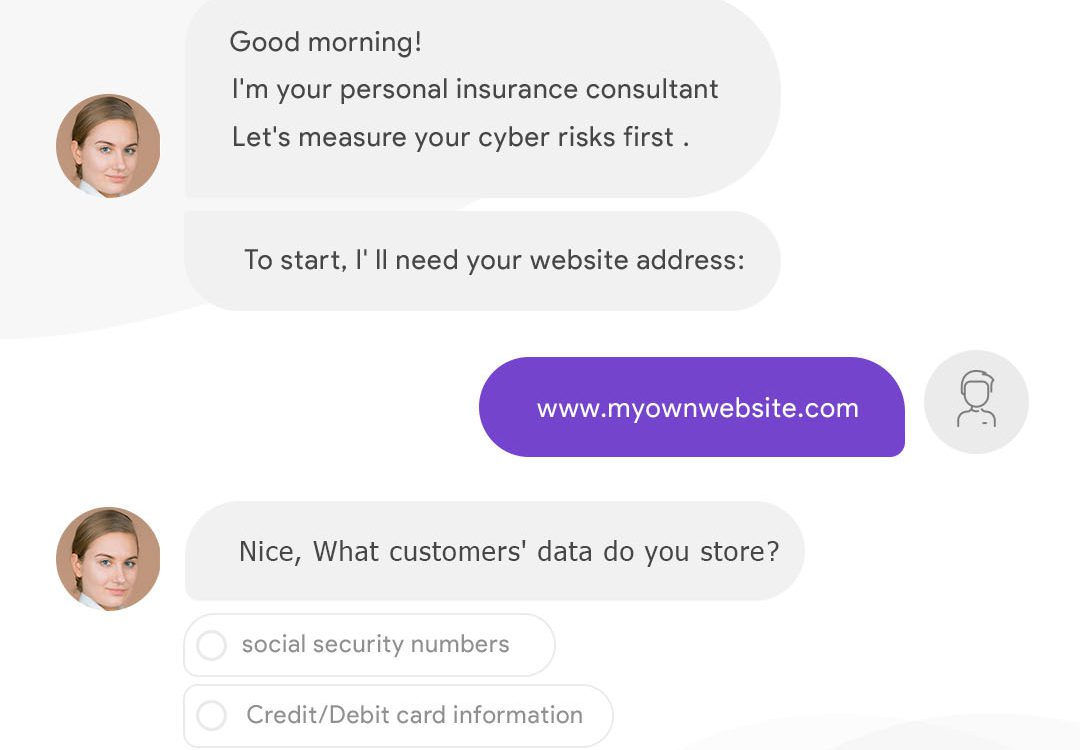 Good morning!
I'm your personal insurance consultant
Let's measure your cyber risks first .
To start, I' ll need your website address:
www.myownwebsite.com
Nice, What customers' data do you store?
social security numbers
Credit/Debit card information